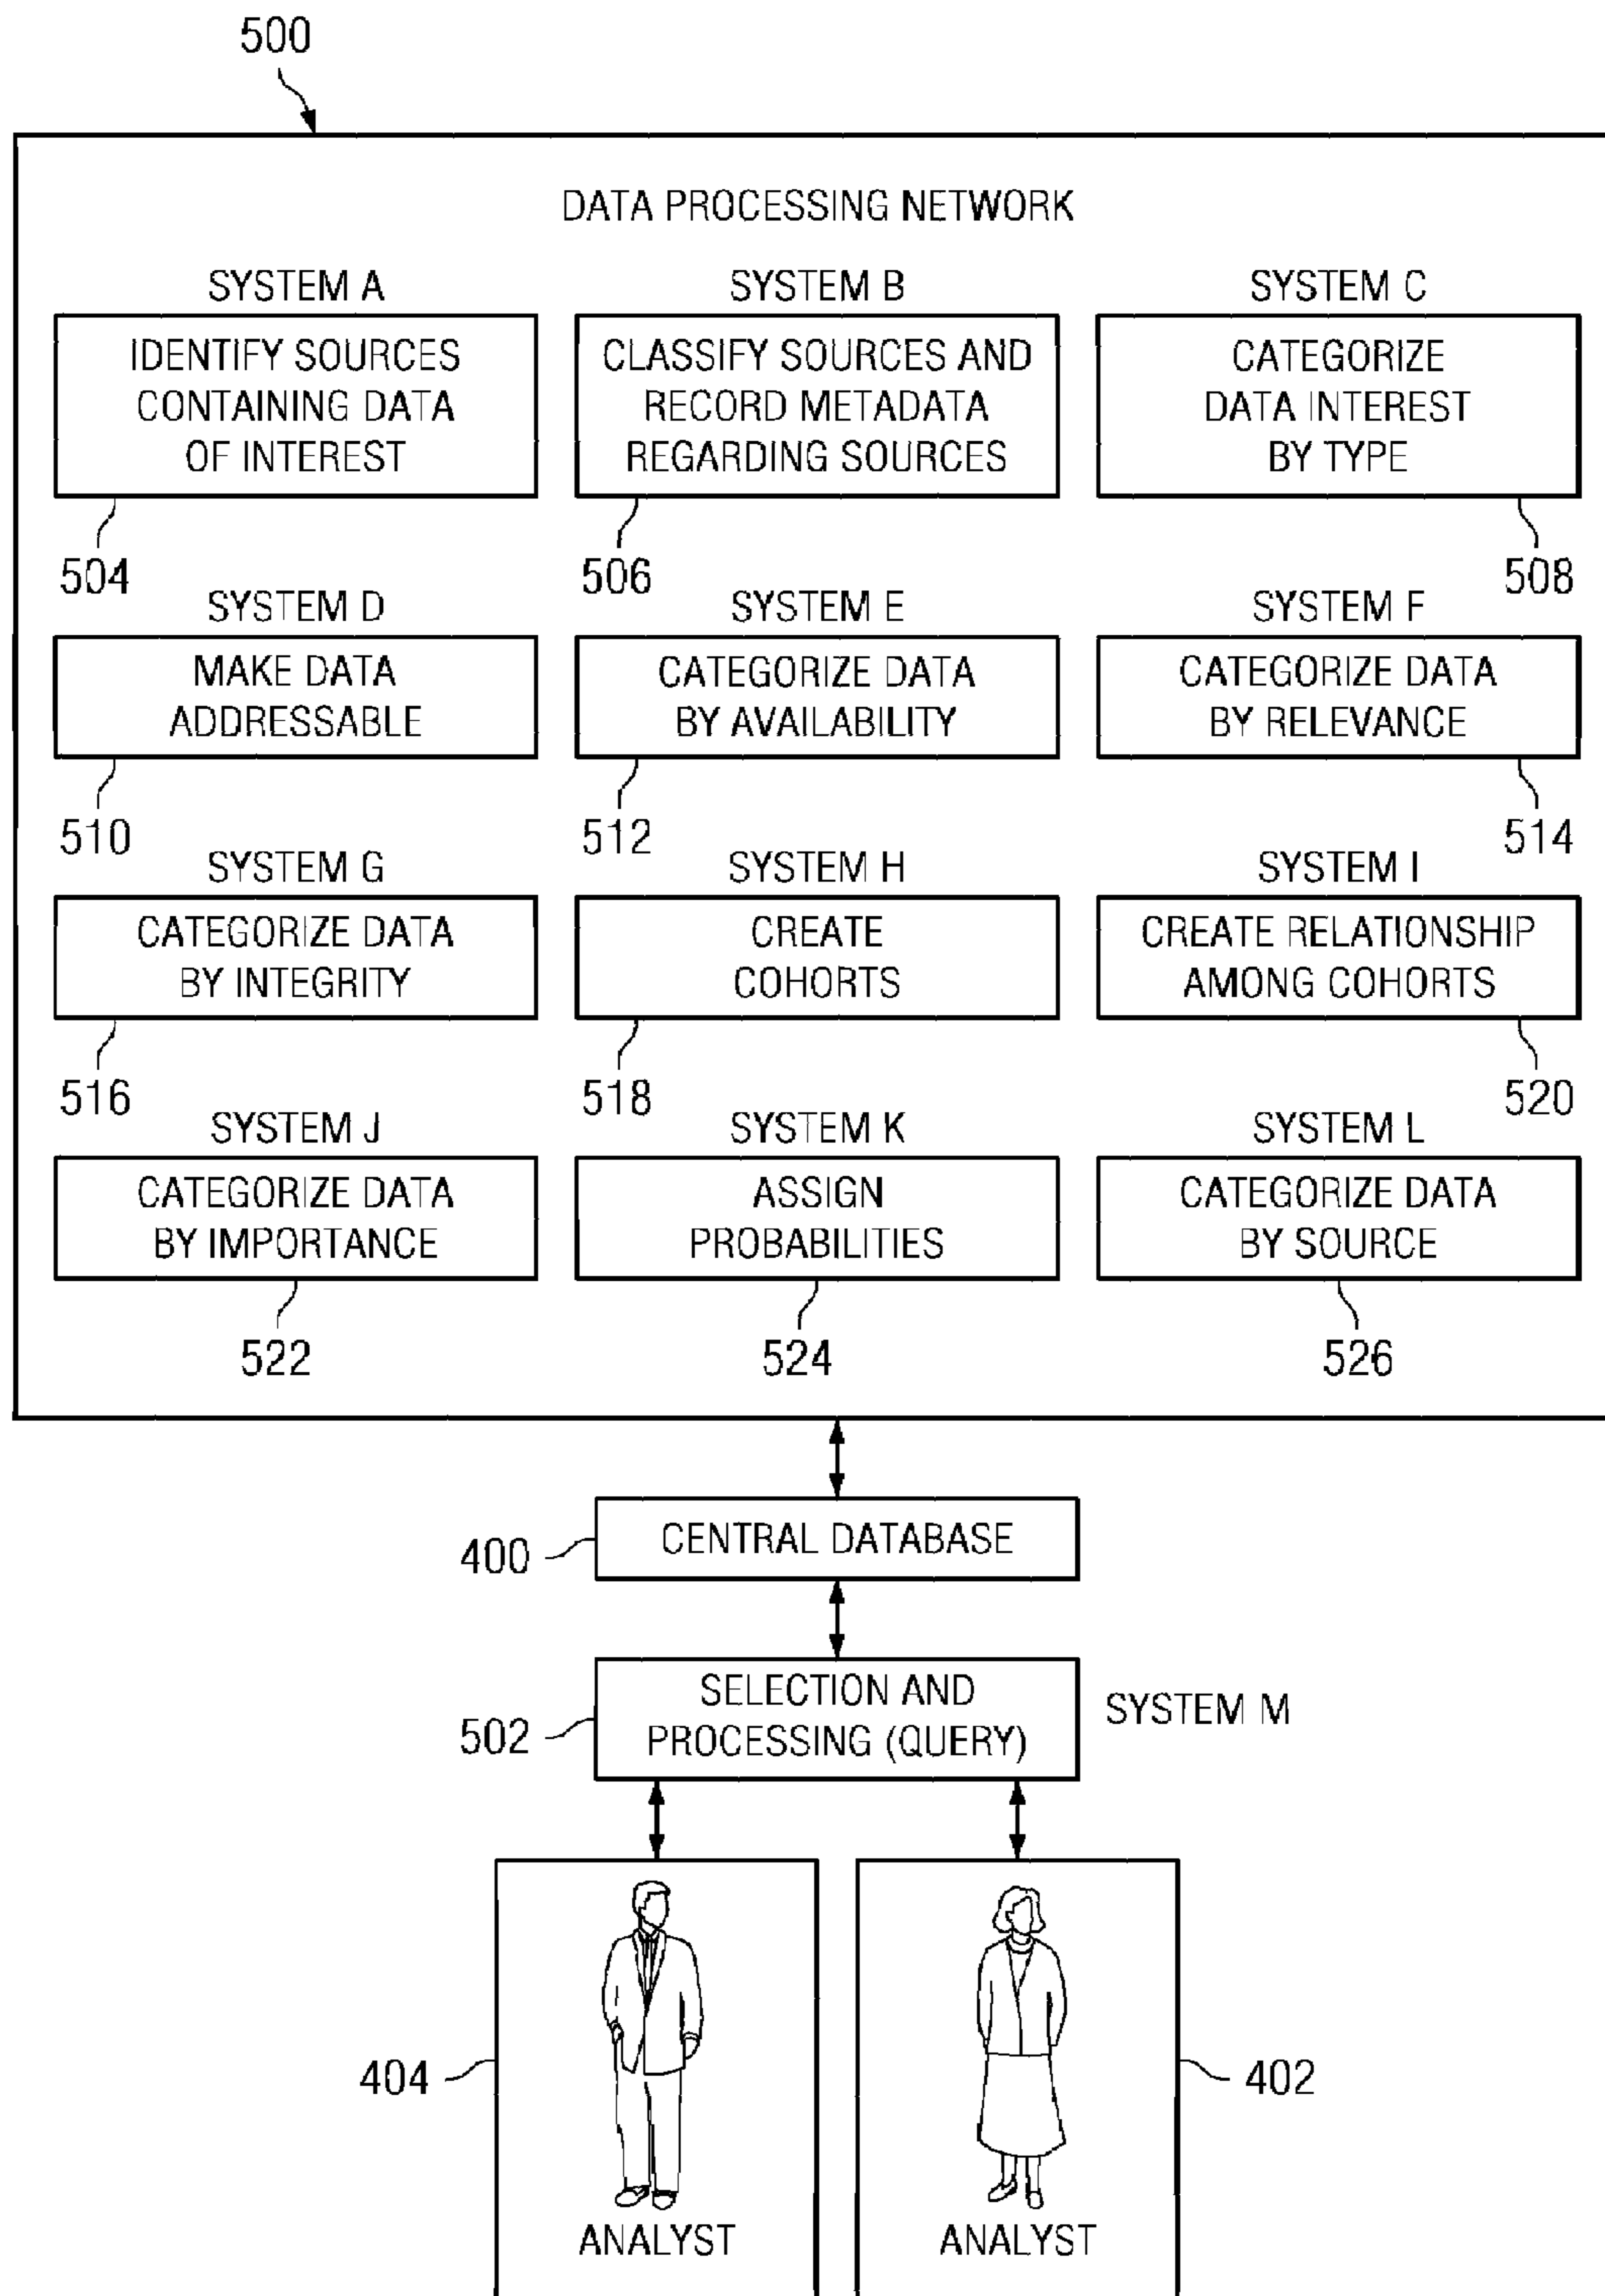 500
DATA PROCESSING NETWORK
SYSTEM A
IDENTIFY SOURCES
CONTAINING DATA
OF INTEREST
504
SYSTEM B
CLASSIFY SOURCES AND
RECORD METADATA
REGARDING SOURCES
506
SYSTEM C
CATEGORIZE
DATA INTEREST
BY TYPE
508
SYSTEM D
MAKE DATA
ADDRESSABLE
510
SYSTEM E
CATEGORIZE DATA
BY AVAILABILITY
512
SYSTEM F
CATEGORIZE DATA
BY RELEVANCE
514
SYSTEM G
CATEGORIZE DATA
BY INTEGRITY
516
SYSTEM H
CREATE
COHORTS
518
SYSTEM I
CREATE RELATIONSHIP
AMONG COHORTS
520
SYSTEM J
CATEGORIZE DATA
BY IMPORTANCE
522
SYSTEM K
ASSIGN
PROBABILITIES
524
SYSTEM L
CATEGORIZE DATA
BY SOURCE
526
400
CENTRAL DATABASE
502
SELECTION AND
PROCESSING (QUERY)
SYSTEM M
404
ANALYST
ANALYST
402